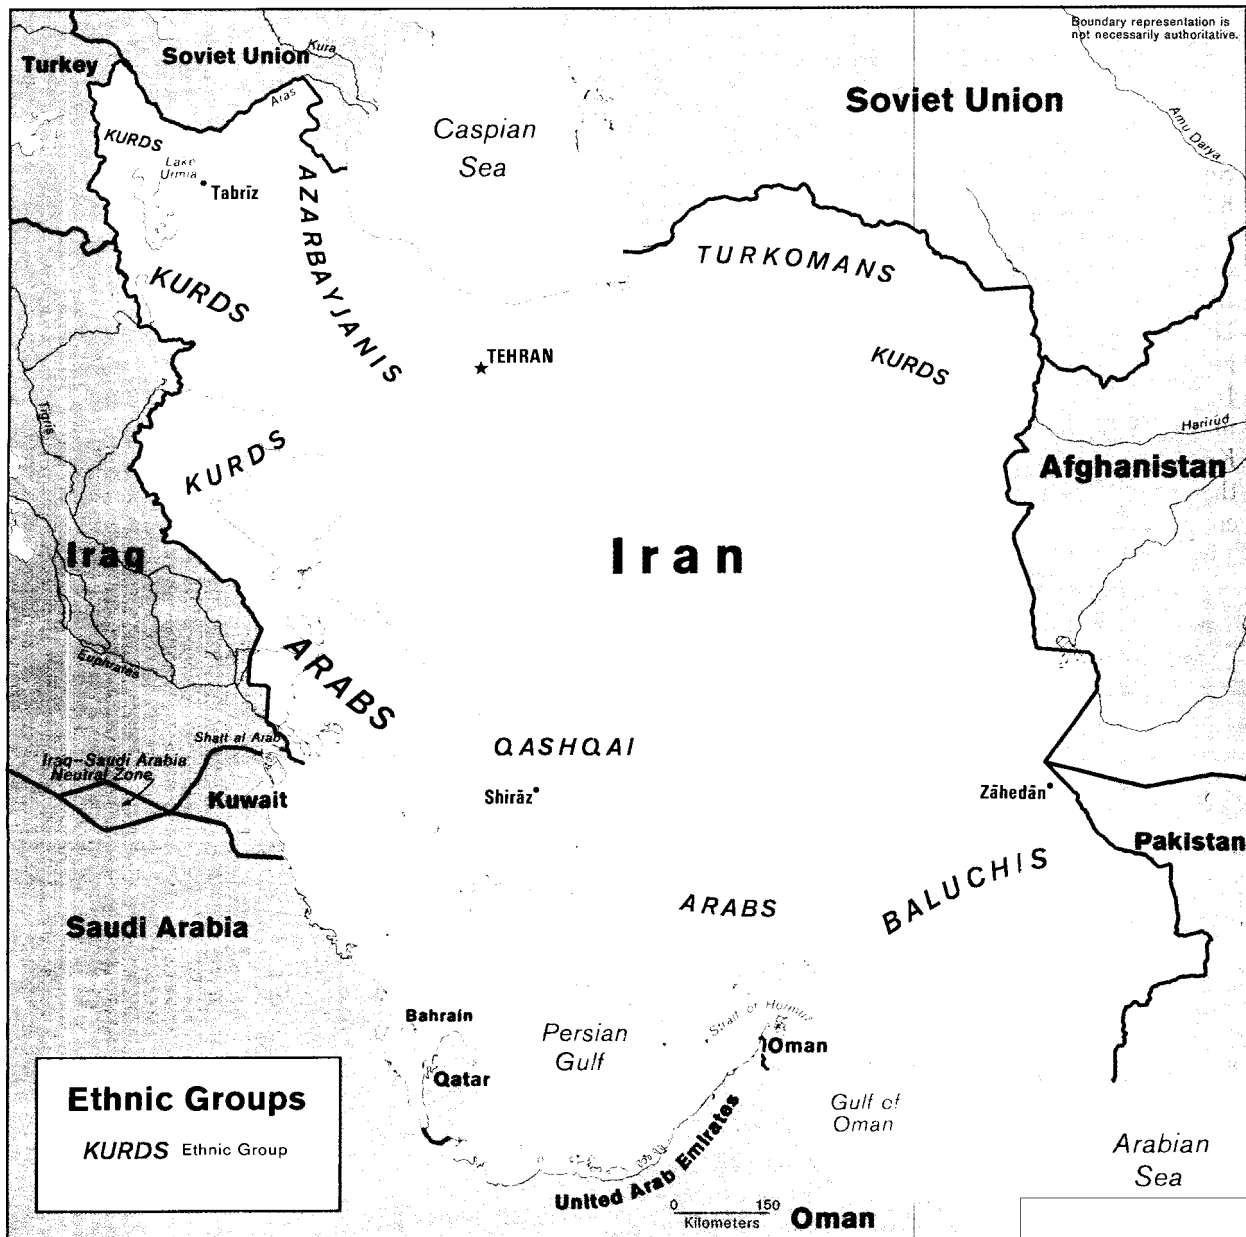 Boundary representation is
not necessarily authoritative.
Turkey
Soviet Union
Kura
Aras
Soviet Union
Amu Darya
Caspian
Sea
KURDS
Lake
Urmia
Tabrīz
AZARBAYJANIS
TURKOMANS
KURDS
TEHRAN
KURDS
Tigris
Harirud
KURDS
Afghanistan
Iraq
Iran
Euphrates
ARABS
Shatt al Arab
QASHQAI
Iraq–Saudi Arabia
Neutral Zone
Kuwait
Shirāz
Zāhedān
Pakistan
BALUCHIS
ARABS
Saudi Arabia
Bahrain
Persian
Gulf
Strait of Hormuz
Oman
Qatar
Gulf of
Oman
United Arab Emirates
Arabian
Sea
Ethnic Groups
KURDS Ethnic Group
0 150
Kilometers
Oman